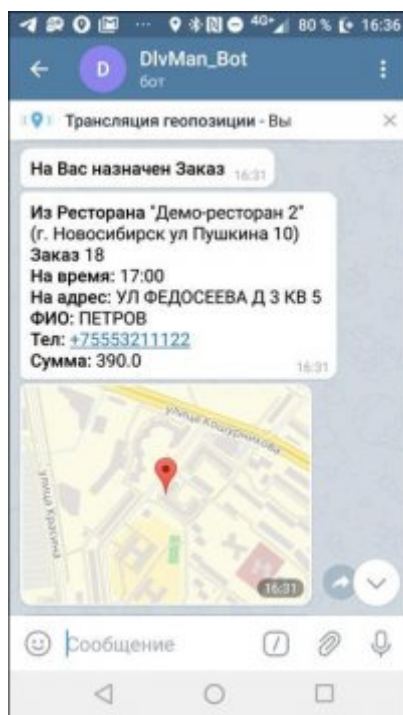 4G+ 80 % 16:36
D
DlvMan_Bot
бот
Трансляция геопозиции - Вы
На Вас назначен Заказ 16:31
Из Ресторана "Демо-ресторан 2"
(г. Новосибирск ул Пушкина 10)
Заказ 18
На время: 17:00
На адрес: УЛ ФЕДОСЕЕВА Д 3 КВ 5
ФИО: ПЕТРОВ
Тел: +75553211122
Сумма: 390.0 16:31
улица Кошурникова
улица Красина
16:31
Сообщение